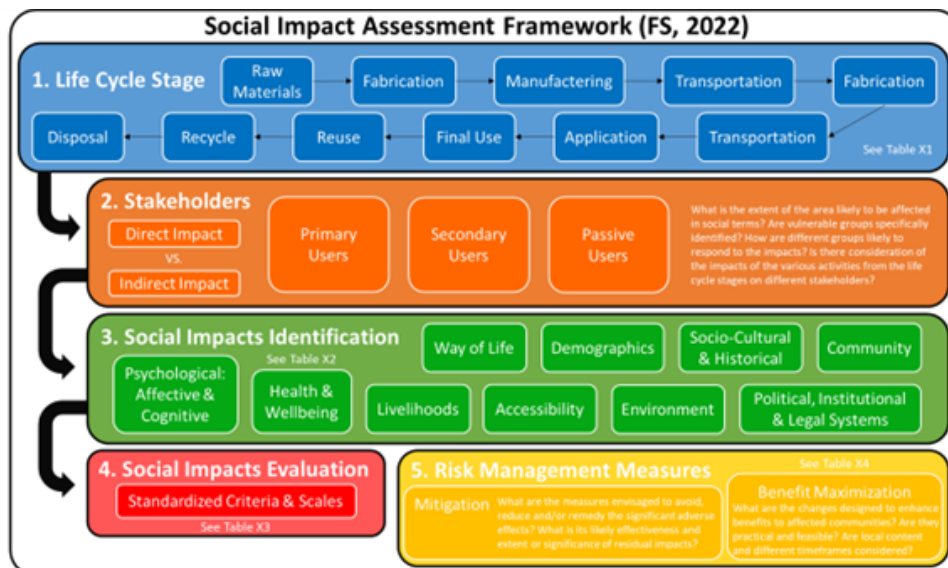 Social Impact Assessment Framework (FS, 2022)
1. Life Cycle Stage
Raw
Materials
Fabrication
Manufactering
Transportation
Fabrication
Disposal
Recycle
Reuse
Final Use
Application
Transportation
See Table X1
2. Stakeholders
Direct Impact
vs.
Indirect Impact
Primary
Users
Secondary
Users
Passive
Users
What is the extent of the area likely to be affected
in social terms? Are vulnerable groups specifically
identified? How are different groups likely to
respond to the impacts? Is there consideration of
the impacts of the various activities from the life
cycle stages on different stakeholders?
3. Social Impacts Identification
See Table X2
Psychological:
Affective &
Cognitive
Health &
Wellbeing
Way of Life
Demographics
Socio-Cultural
& Historical
Community
Livelihoods
Accessibility
Environment
Political, Institutional
& Legal Systems
4. Social Impacts Evaluation
Standardized Criteria & Scales
See Table X3
5. Risk Management Measures
See Table X4
Mitigation
What are the measures envisaged to avoid,
reduce and/or remedy the significant adverse
effects? What is its likely effectiveness and
extent or significance of residual impacts?
Benefit Maximization
What are the changes designed to enhance
benefits to affected communities? Are they
practical and feasible? Are local content
and different timeframes considered?